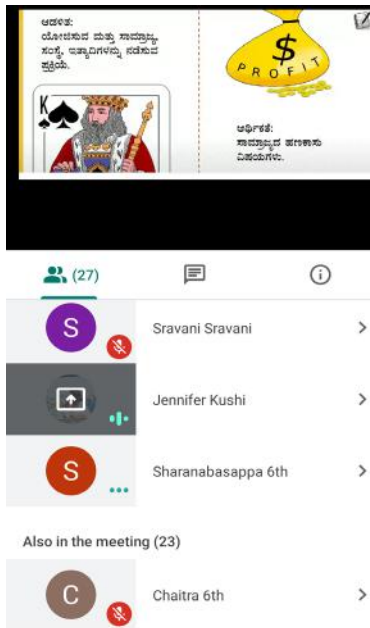 ಆಡಳಿತ:
ಯೋಜಿಸುವ ಮತ್ತು ಸಾಮ್ರಾಜ್ಯ,
ಸಂಸ್ಥೆ, ಇತ್ಯಾದಿಗಳನ್ನು ನಡೆಸುವ
ಪ್ರಕ್ರಿಯೆ.
K
$
PROFIT
ಆರ್ಥಿಕತೆ:
ಸಾಮ್ರಾಜ್ಯದ ಹಣಕಾಸು
ವಿಷಯಗಳು.
(27)
S
Sravani Sravani
Jennifer Kushi
S
Sharanabasappa 6th
Also in the meeting (23)
C
Chaitra 6th